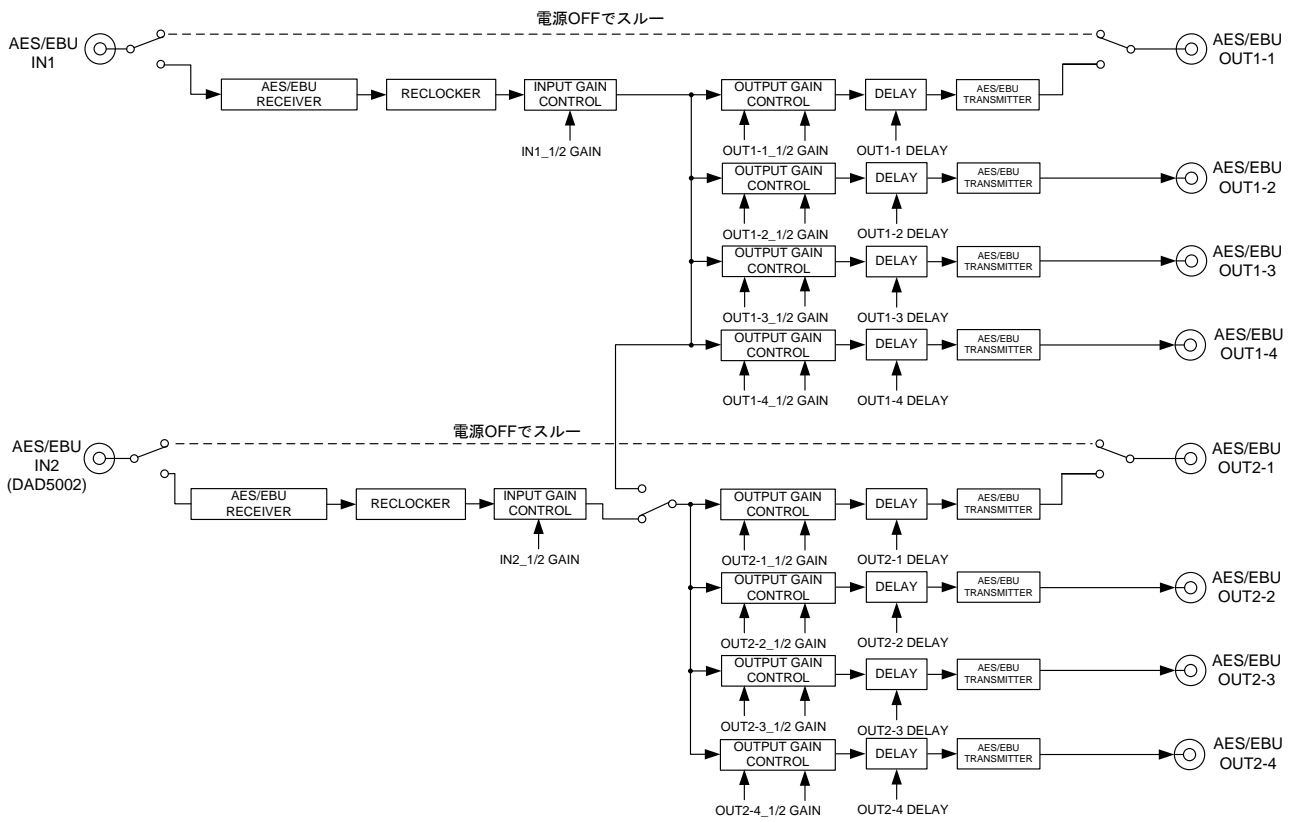 電源OFFでスルー
AES/EBU
IN1
AES/EBU
OUT1-1
AES/EBU
RECEIVER
RECLOCKER
INPUT GAIN
CONTROL
OUTPUT GAIN
CONTROL
DELAY
AES/EBU
TRANSMITTER
IN1_1/2 GAIN
OUT1-1_1/2 GAIN
OUT1-1 DELAY
OUTPUT GAIN
CONTROL
DELAY
AES/EBU
TRANSMITTER
AES/EBU
OUT1-2
OUT1-2_1/2 GAIN
OUT1-2 DELAY
OUTPUT GAIN
CONTROL
DELAY
AES/EBU
TRANSMITTER
AES/EBU
OUT1-3
OUT1-3_1/2 GAIN
OUT1-3 DELAY
OUTPUT GAIN
CONTROL
DELAY
AES/EBU
TRANSMITTER
AES/EBU
OUT1-4
OUT1-4_1/2 GAIN
OUT1-4 DELAY
電源OFFでスルー
AES/EBU
IN2
(DAD5002)
AES/EBU
OUT2-1
AES/EBU
RECEIVER
RECLOCKER
INPUT GAIN
CONTROL
OUTPUT GAIN
CONTROL
DELAY
AES/EBU
TRANSMITTER
IN2_1/2 GAIN
OUT2-1_1/2 GAIN
OUT2-1 DELAY
OUTPUT GAIN
CONTROL
DELAY
AES/EBU
TRANSMITTER
AES/EBU
OUT2-2
OUT2-2_1/2 GAIN
OUT2-2 DELAY
OUTPUT GAIN
CONTROL
DELAY
AES/EBU
TRANSMITTER
AES/EBU
OUT2-3
OUT2-3_1/2 GAIN
OUT2-3 DELAY
OUTPUT GAIN
CONTROL
DELAY
AES/EBU
TRANSMITTER
AES/EBU
OUT2-4
OUT2-4_1/2 GAIN
OUT2-4 DELAY